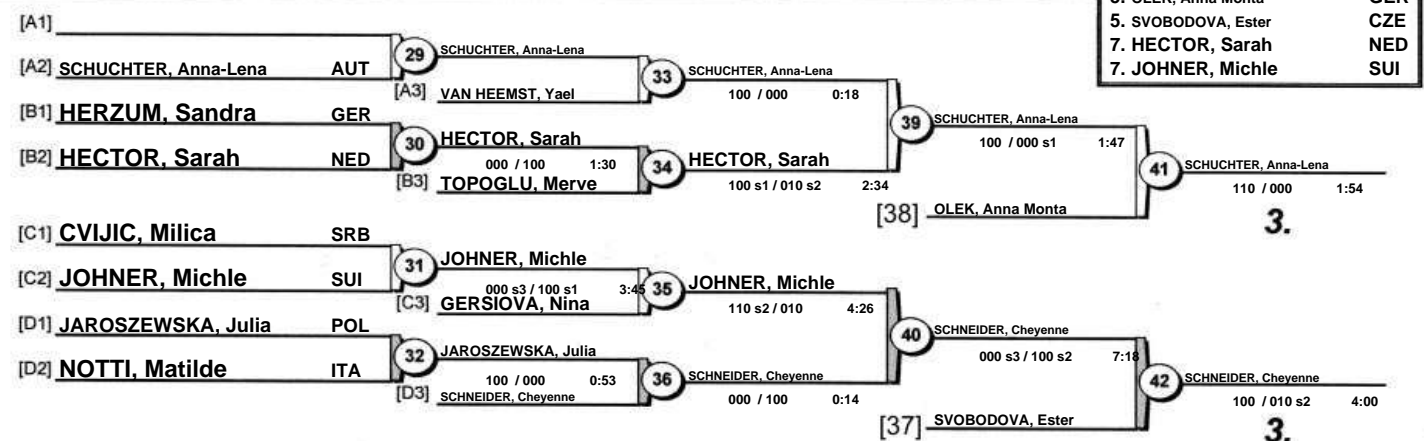 3. OLEK, Anna Monta GER
5. SVOBODOVA, Ester CZE
7. HECTOR, Sarah NED
7. JOHNER, Michle SUI
[A1]
[A2] SCHUCHTER, Anna-Lena AUT
29
SCHUCHTER, Anna-Lena
[A3] VAN HEEMST, Yael
33
SCHUCHTER, Anna-Lena
100 / 000 0:18
[B1] HERZUM, Sandra GER
[B2] HECTOR, Sarah NED
30
HECTOR, Sarah
000 / 100 1:30
[B3] TOPOGLU, Merve
34
HECTOR, Sarah
100 s1 / 010 s2 2:34
39
SCHUCHTER, Anna-Lena
100 / 000 s1 1:47
[38] OLEK, Anna Monta
41
SCHUCHTER, Anna-Lena
110 / 000 1:54
3.
[C1] CVIJIC, Milica SRB
[C2] JOHNER, Michle SUI
31
JOHNER, Michle
000 s3 / 100 s1 3:45
[C3] GERSIOVA, Nina
35
JOHNER, Michle
110 s2 / 010 4:26
[D1] JAROSZEWSKA, Julia POL
[D2] NOTTI, Matilde ITA
32
JAROSZEWSKA, Julia
100 / 000 0:53
[D3] SCHNEIDER, Cheyenne
36
SCHNEIDER, Cheyenne
000 / 100 0:14
40
SCHNEIDER, Cheyenne
000 s3 / 100 s2 7:18
[37] SVOBODOVA, Ester
42
SCHNEIDER, Cheyenne
100 / 010 s2 4:00
3.